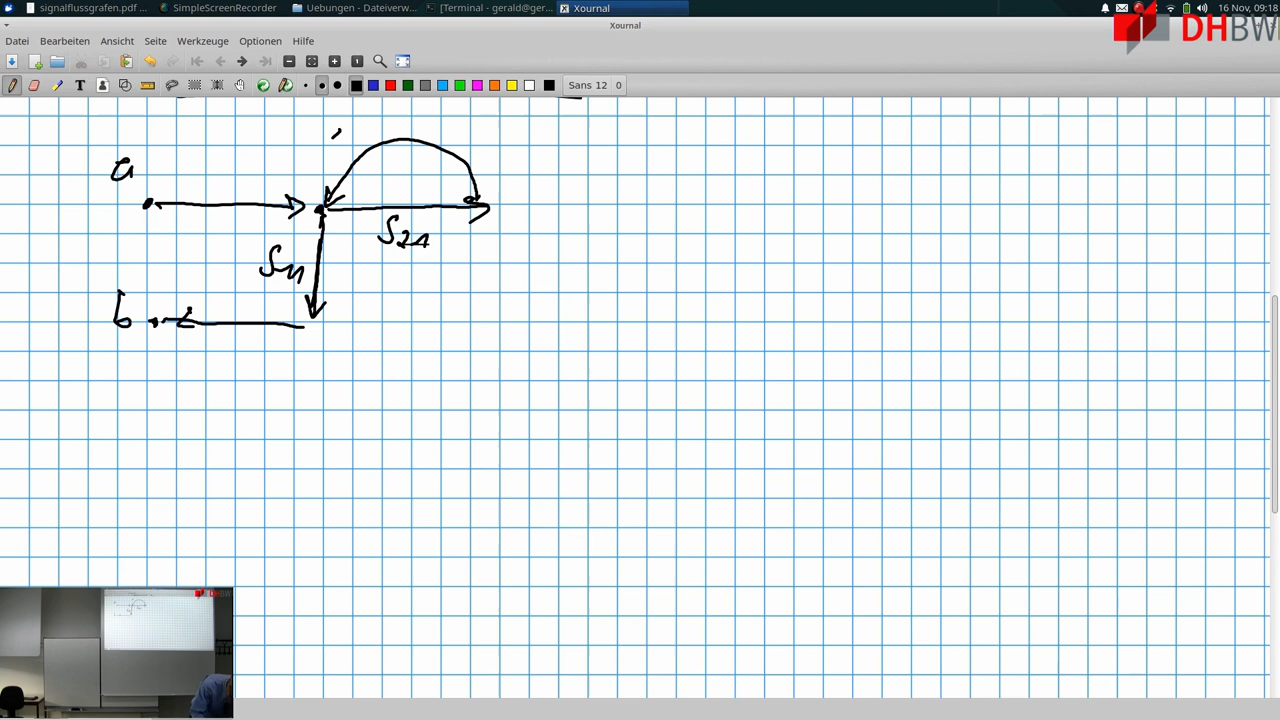 signalflussgrafen.pdf ...
SimpleScreenRecorder
Uebungen - Dateiverw...
[Terminal - gerald@ger...
Xournal
16 Nov, 09:18
Xournal
DHBW
Datei Bearbeiten Ansicht Seite Werkzeuge Optionen Hilfe
T Sans 12 0
a
S21
S11
b